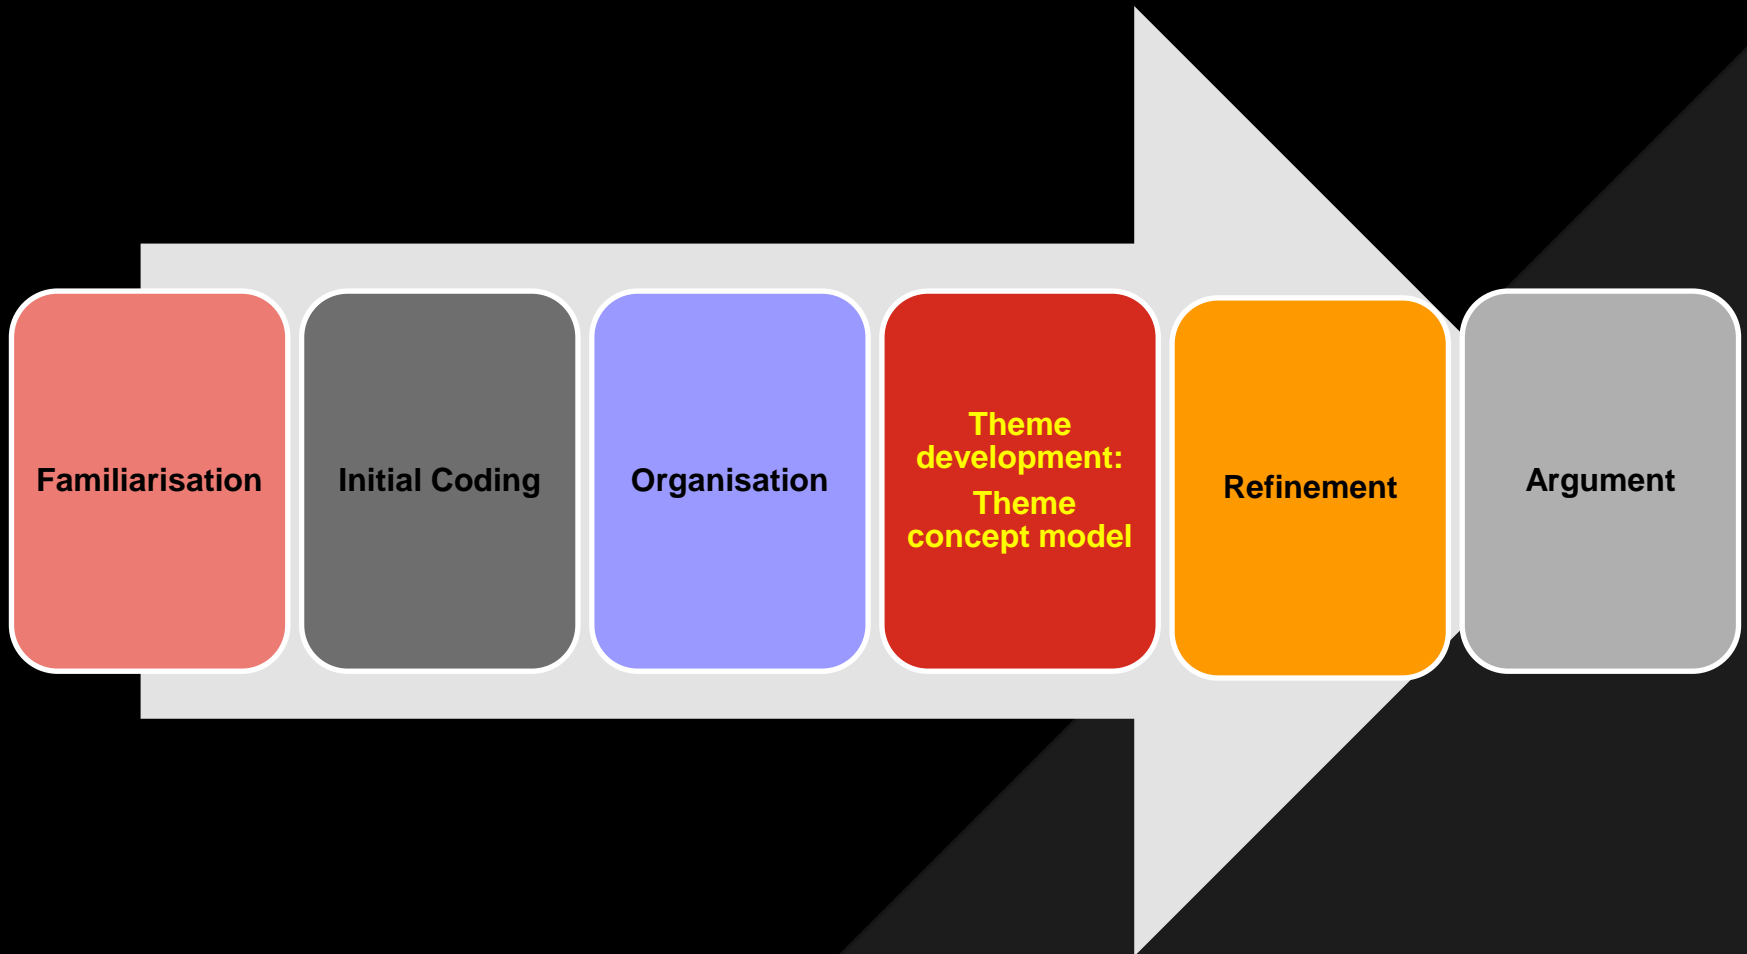 Familiarisation
Initial Coding
Organisation
Theme
development:
Theme
concept model
Refinement
Argument